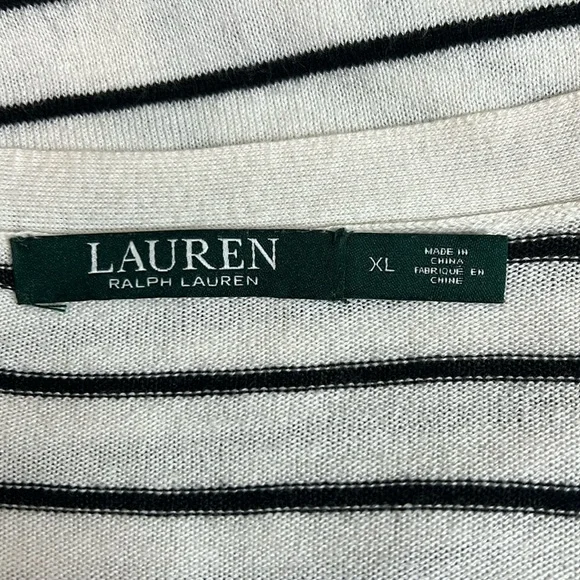 LAUREN
RALPH LAUREN
XL
MADE IN
CHINA
FABRIQUÉ EN
CHINE